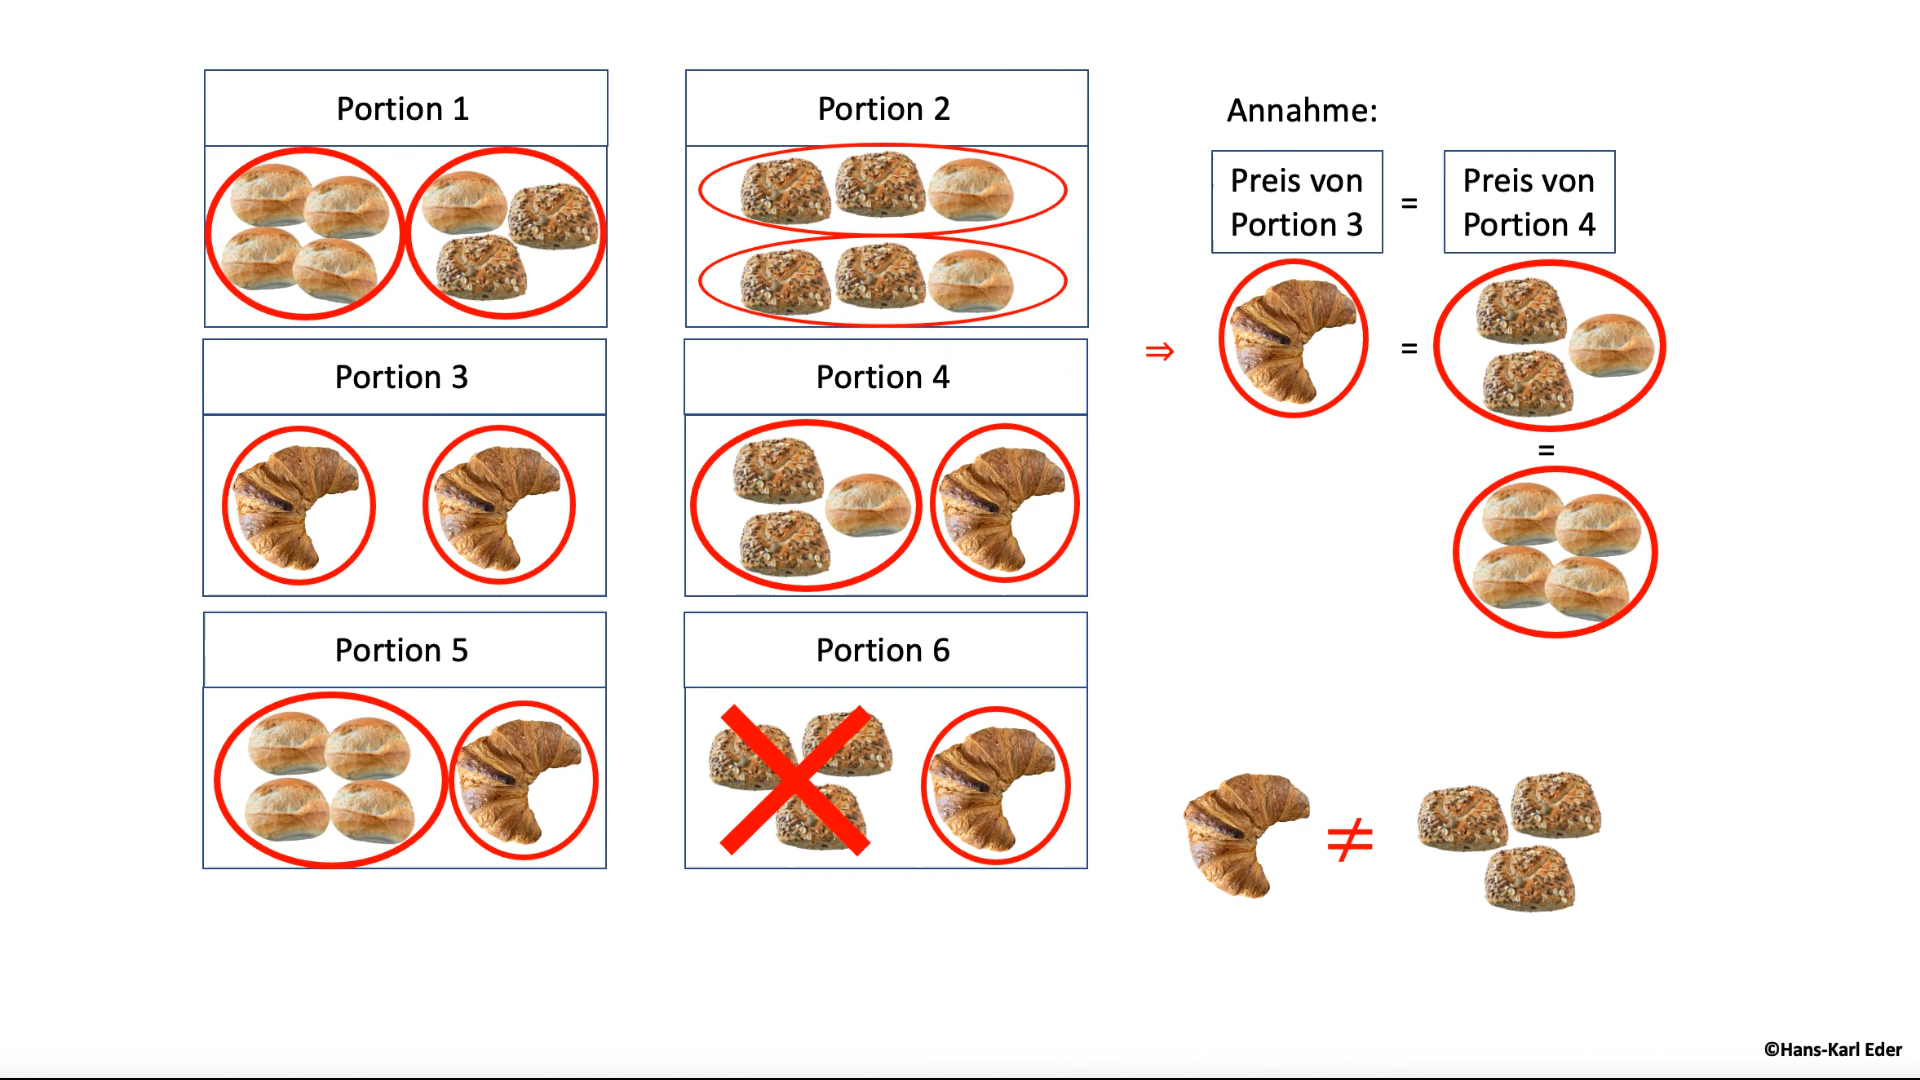 Portion 1
Portion 2
Portion 3
Portion 4
Portion 5
Portion 6
Annahme:
Preis von
Portion 3
=
Preis von
Portion 4
⇒
=
=
≠
©Hans-Karl Eder